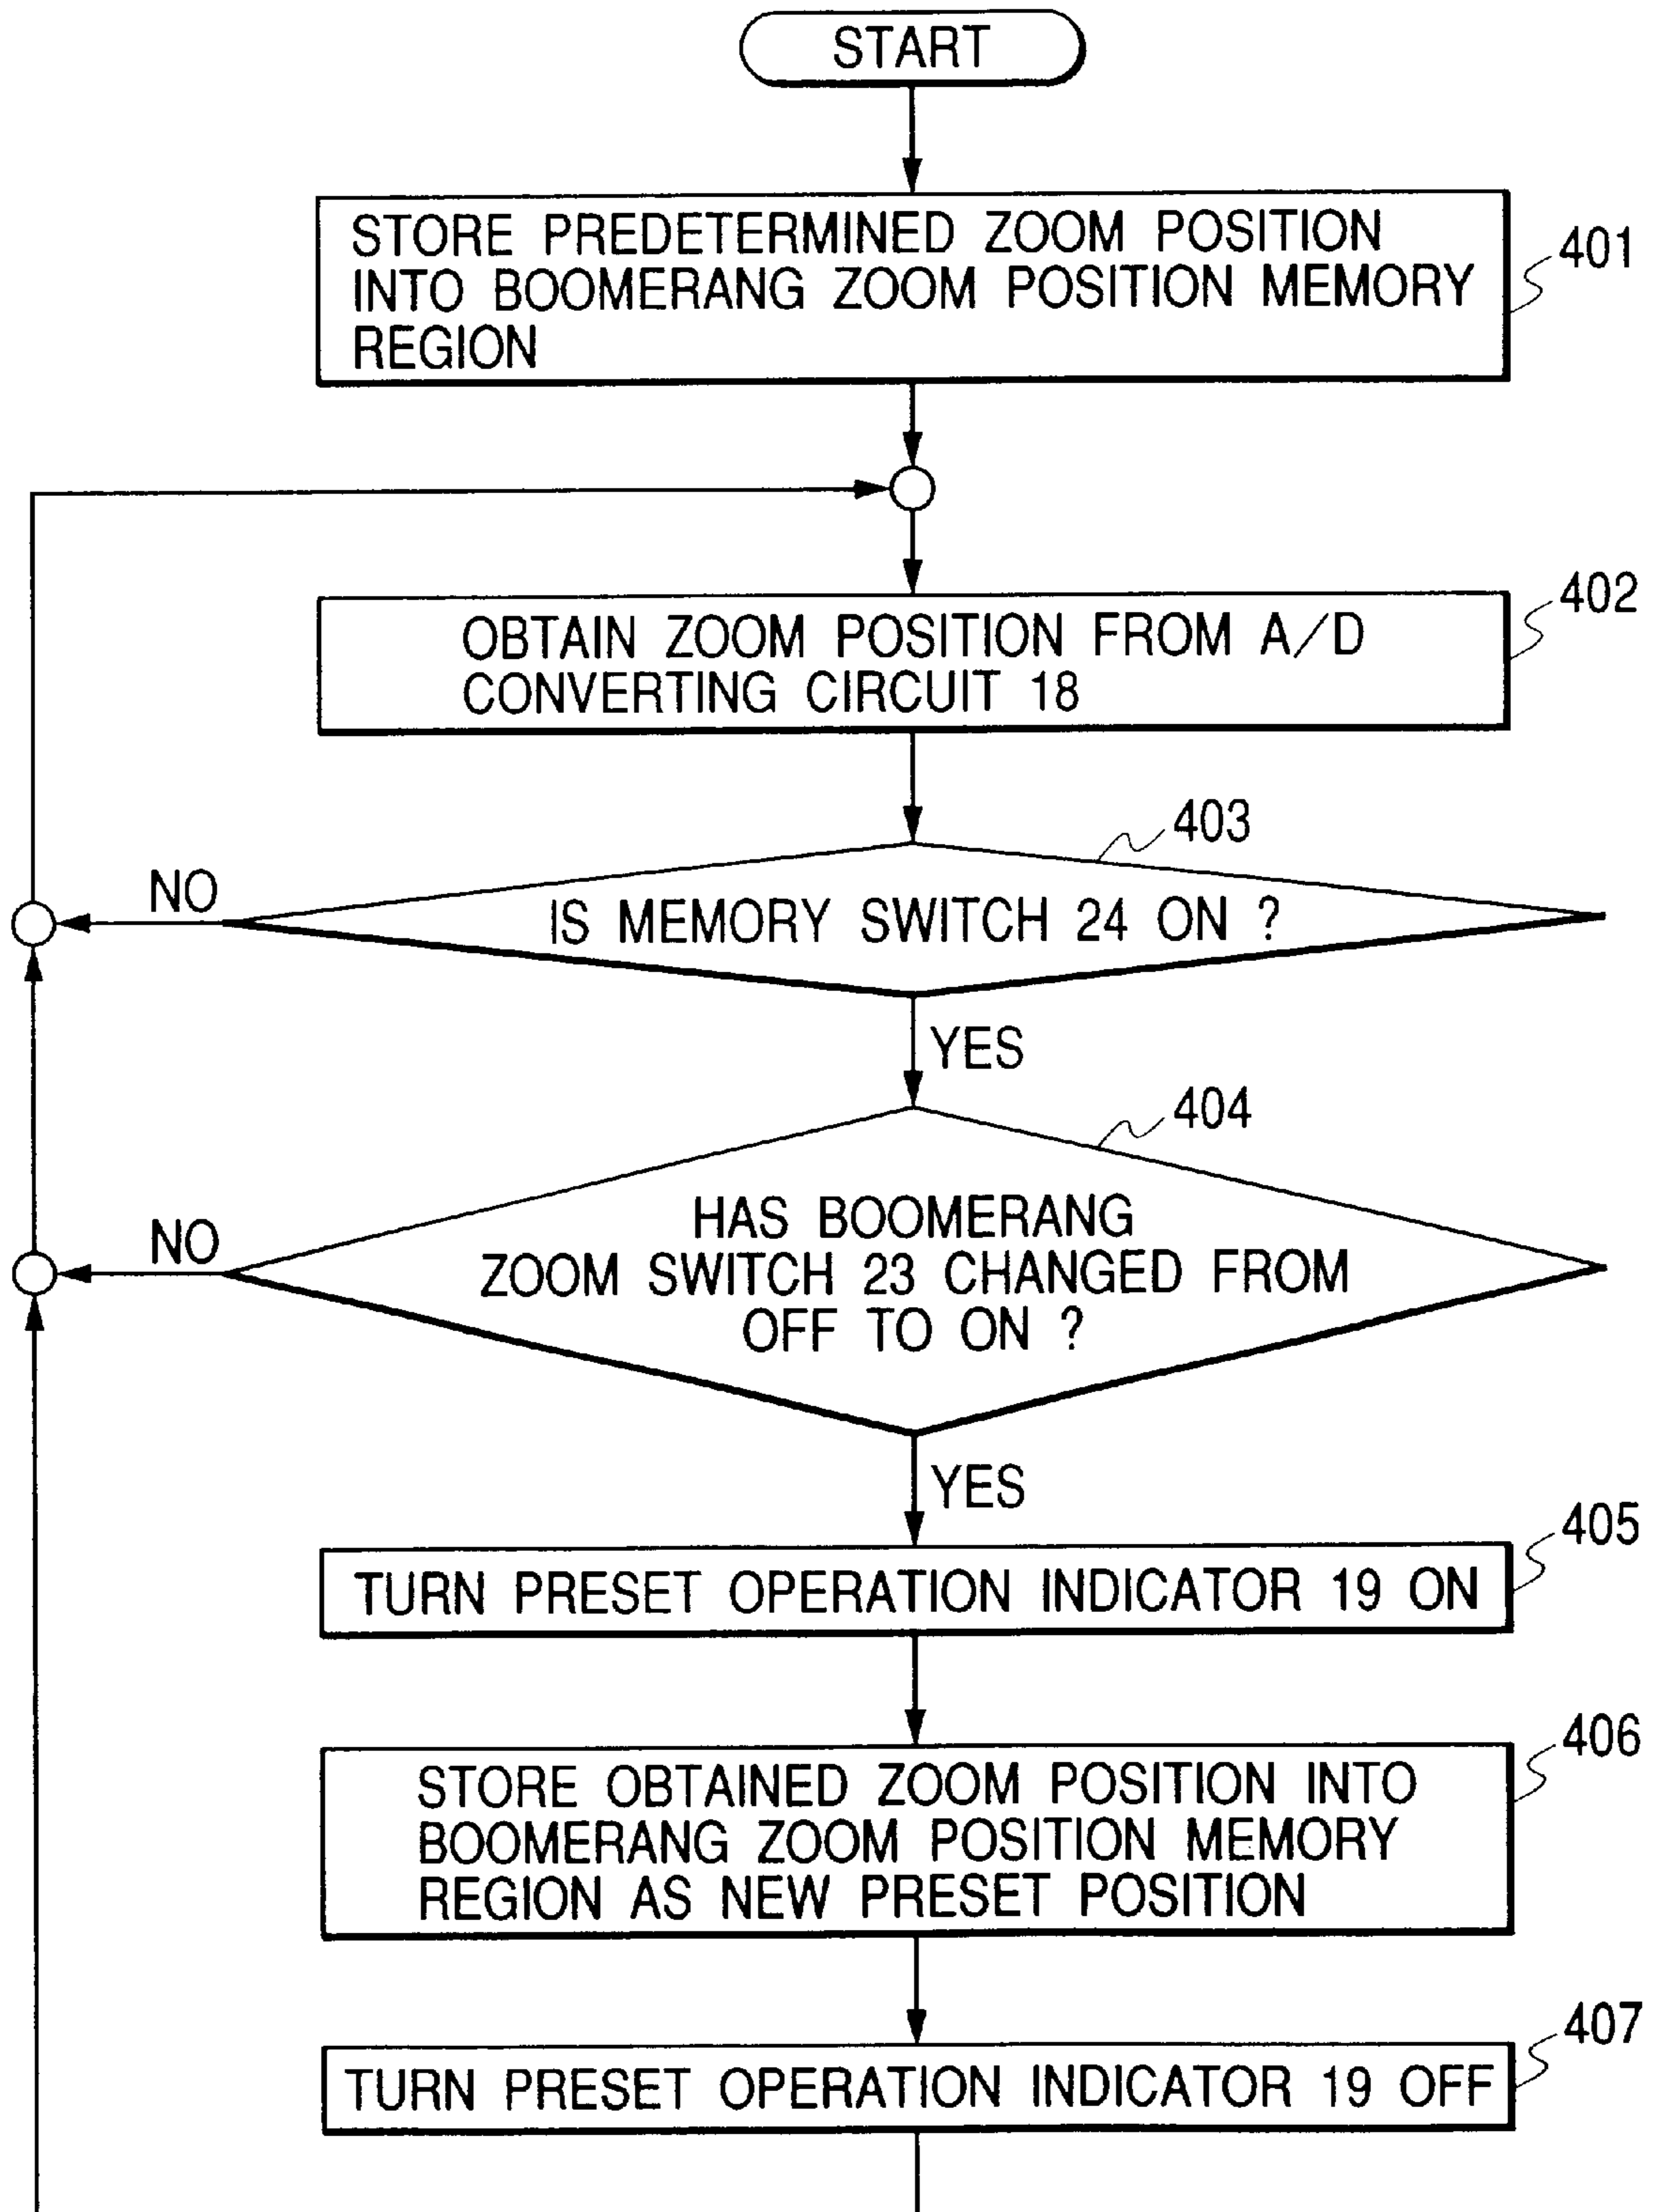 START
STORE PREDETERMINED ZOOM POSITION
INTO BOOMERANG ZOOM POSITION MEMORY
REGION
401
OBTAIN ZOOM POSITION FROM A/D
CONVERTING CIRCUIT 18
402
403
IS MEMORY SWITCH 24 ON ?
NO
YES
404
HAS BOOMERANG
ZOOM SWITCH 23 CHANGED FROM
OFF TO ON ?
NO
YES
405
TURN PRESET OPERATION INDICATOR 19 ON
406
STORE OBTAINED ZOOM POSITION INTO
BOOMERANG ZOOM POSITION MEMORY
REGION AS NEW PRESET POSITION
407
TURN PRESET OPERATION INDICATOR 19 OFF